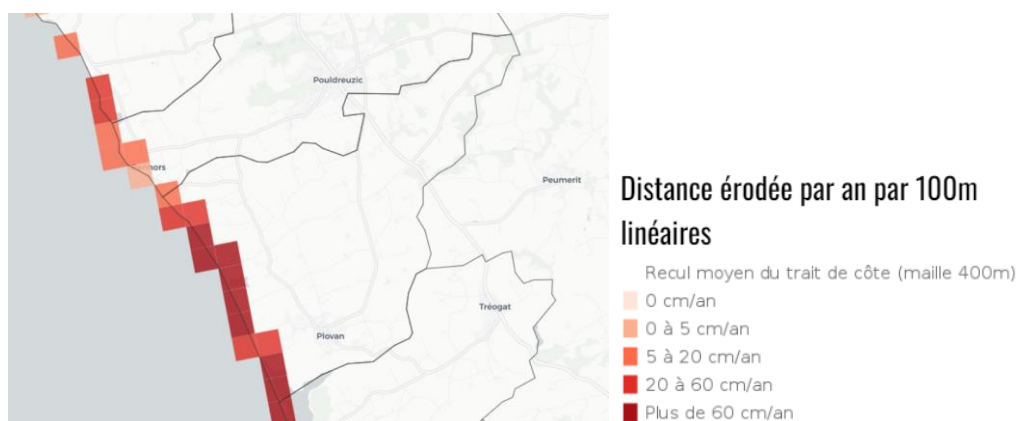 Pouldreuzic
Peumerit
Tréogat
Plovan
Distance érodée par an par 100m
linéaires
Recul moyen du trait de côte (maille 400m)
0 cm/an
0 à 5 cm/an
5 à 20 cm/an
20 à 60 cm/an
Plus de 60 cm/an